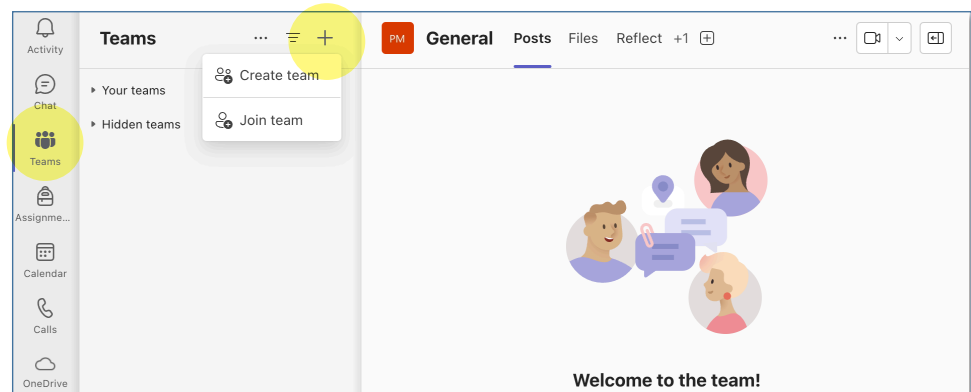 Activity
Chat
Teams
Assignme...
Calendar
Calls
OneDrive
Teams
Create team
Join team
Your teams
Hidden teams
PM General Posts Files Reflect +1
Welcome to the team!